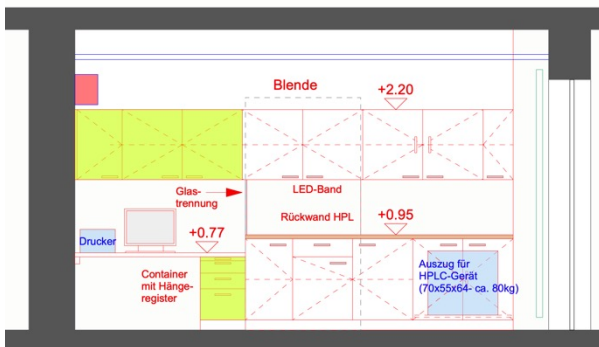 Blende
+2.20
Glas-
trennung
LED-Band
Rückwand HPL
+0.95
Drucker
+0.77
Container
mit Hänge-
register
Auszug für
HPLC-Gerät
(70x55x64- ca. 80kg)